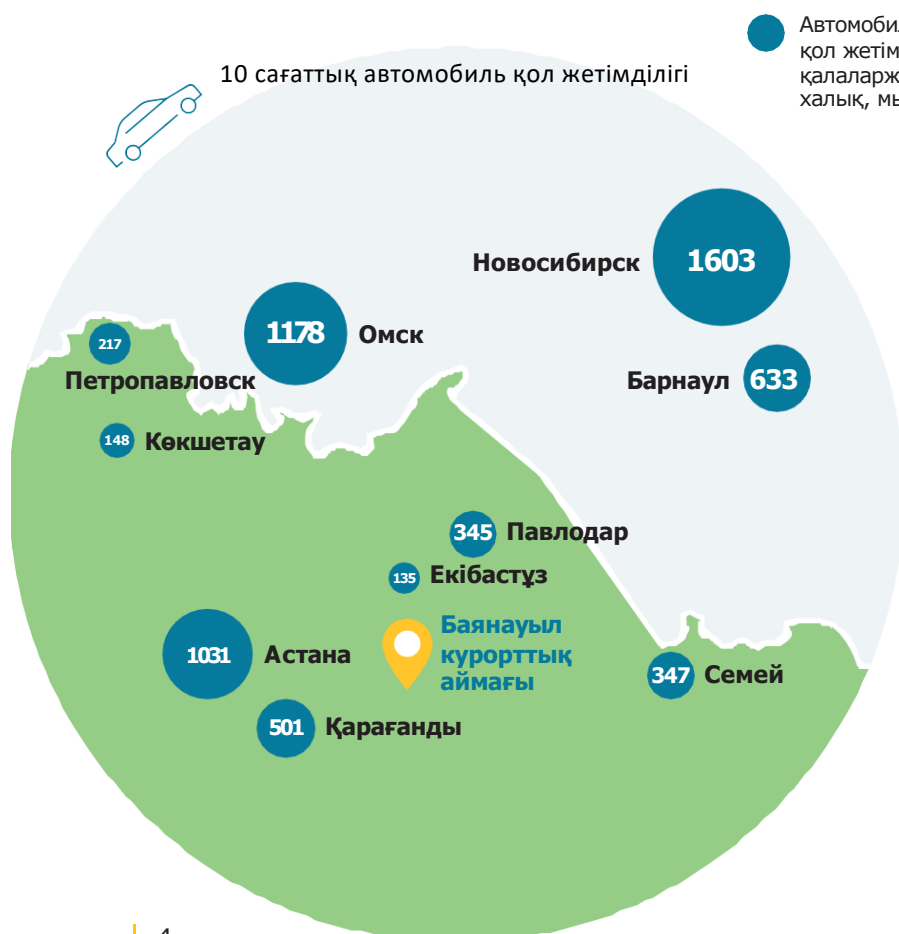 Автомобил
қол жетім
қалаларж
халық, мы
10 сағаттық автомобиль қол жетімділігі
Новосибирск 1603
1178 Омск
217
Петропавловск
Барнаул 633
148 Көкшетау
345 Павлодар
135 Екібастұз
Баянауыл
курорттық
аймағы
1031 Астана
347 Семей
501 Қарағанды